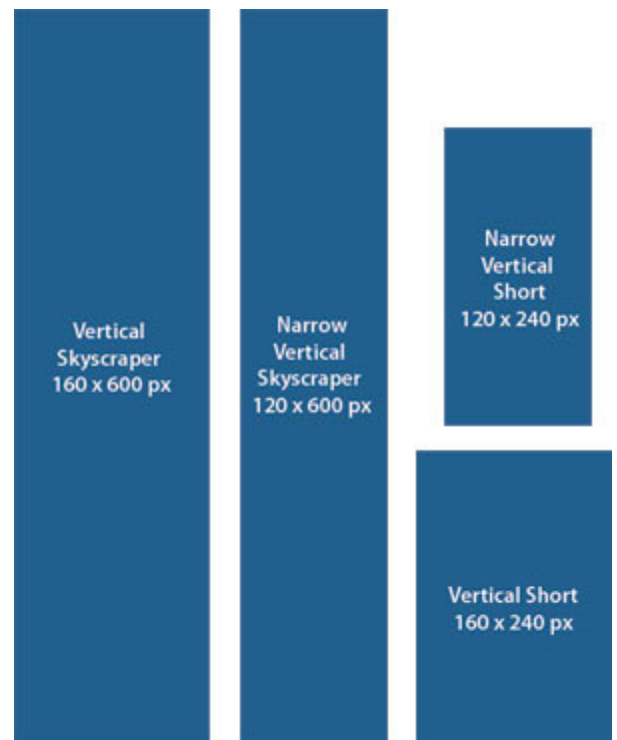 Vertical
Skyscraper
160 x 600 px
Narrow
Vertical
Skyscraper
120 x 600 px
Narrow
Vertical
Short
120 x 240 px
Vertical Short
160 x 240 px